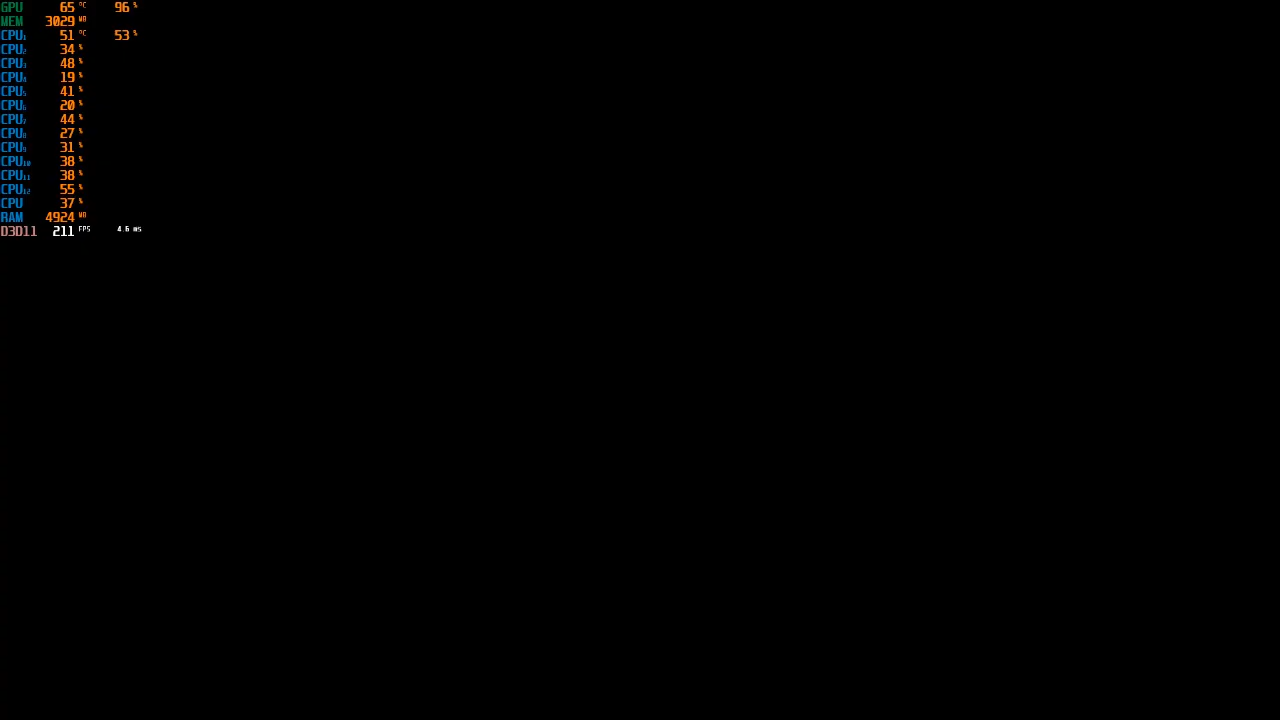 GPU 65 °C 96 %
MEM 3029 MB
CPU1 51 °C 53 %
CPU2 34 %
CPU3 48 %
CPU4 19 %
CPU5 41 %
CPU6 20 %
CPU7 44 %
CPU8 27 %
CPU9 31 %
CPU10 38 %
CPU11 38 %
CPU12 55 %
CPU 37 %
RAM 4924 MB
D3D11 211 FPS 4.6 ms